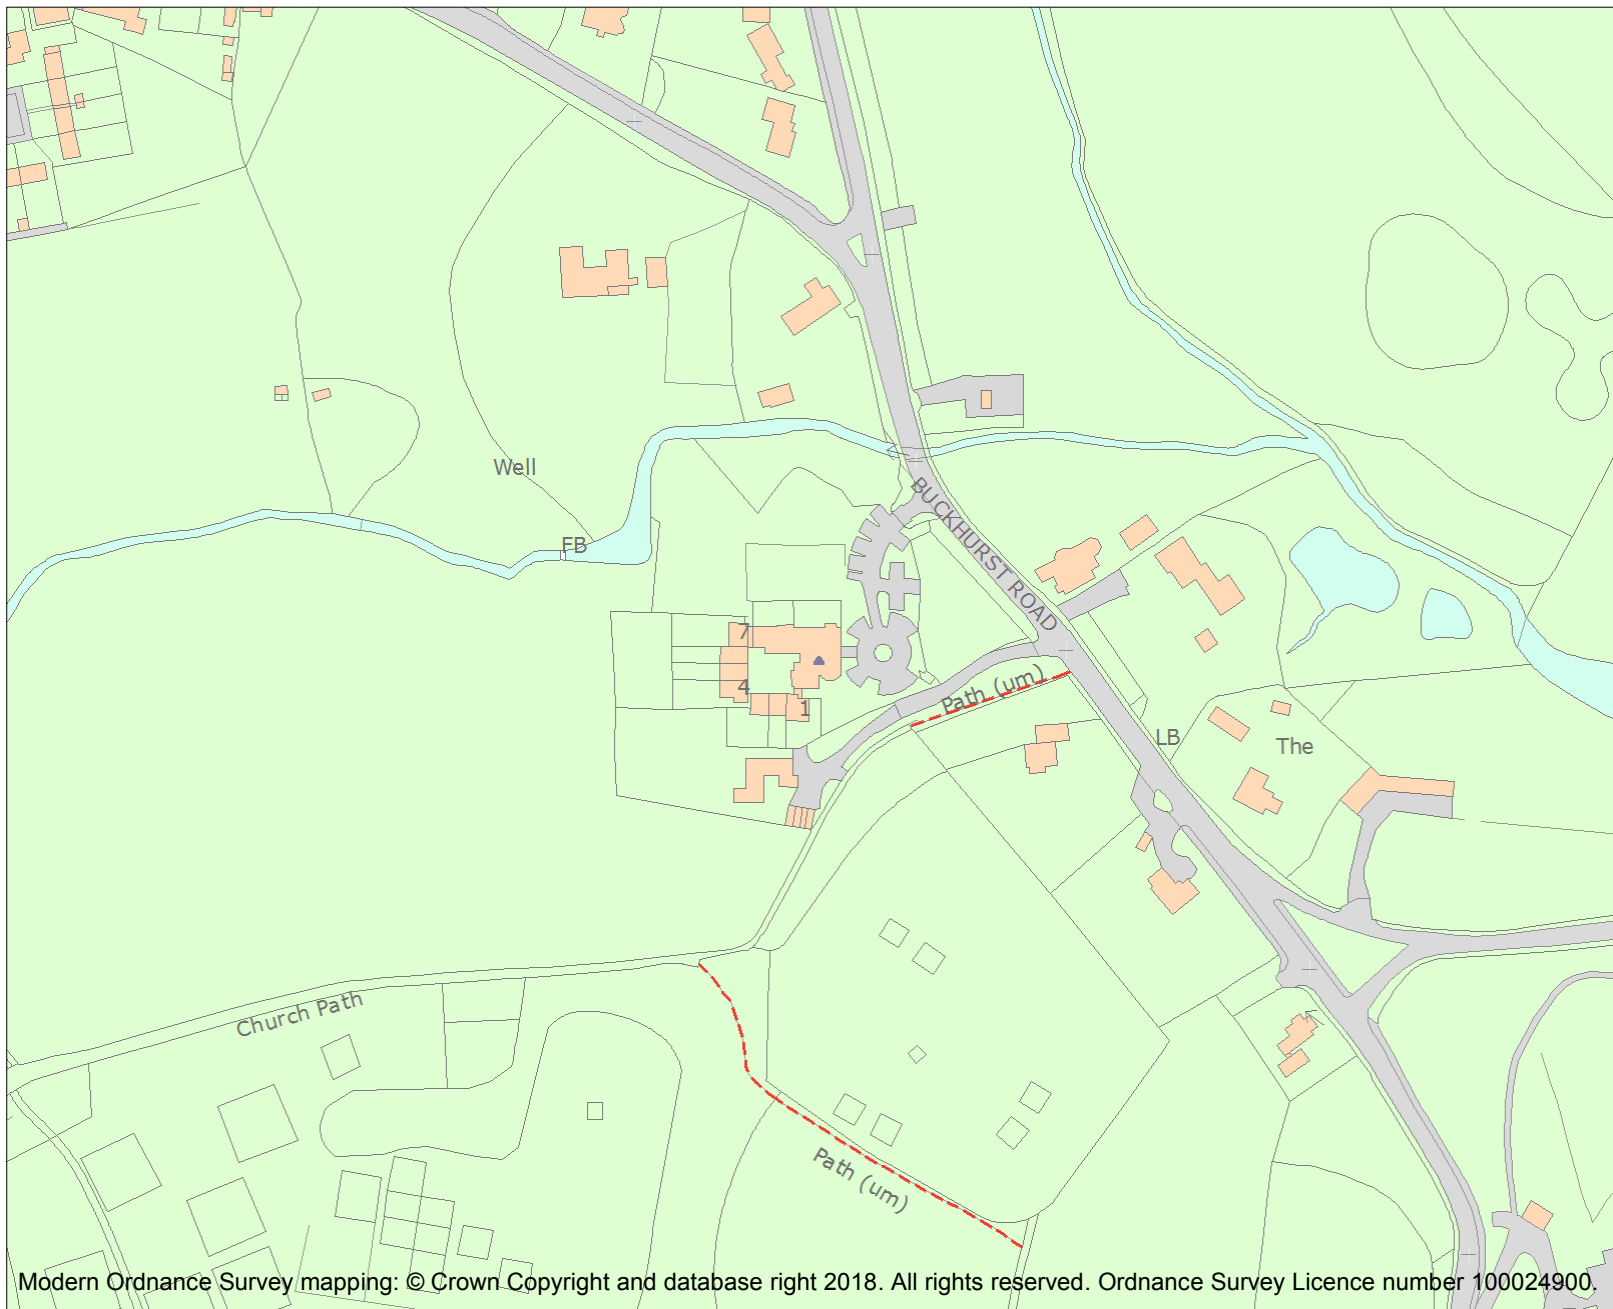 Well
BUCKHURST ROAD
FB
7
4
Path (um)
1
LB
The
Church Path
Path (um)
Modern Ordnance Survey mapping: © Crown Copyright and database right 2018. All rights reserved. Ordnance Survey Licence number 100024900.